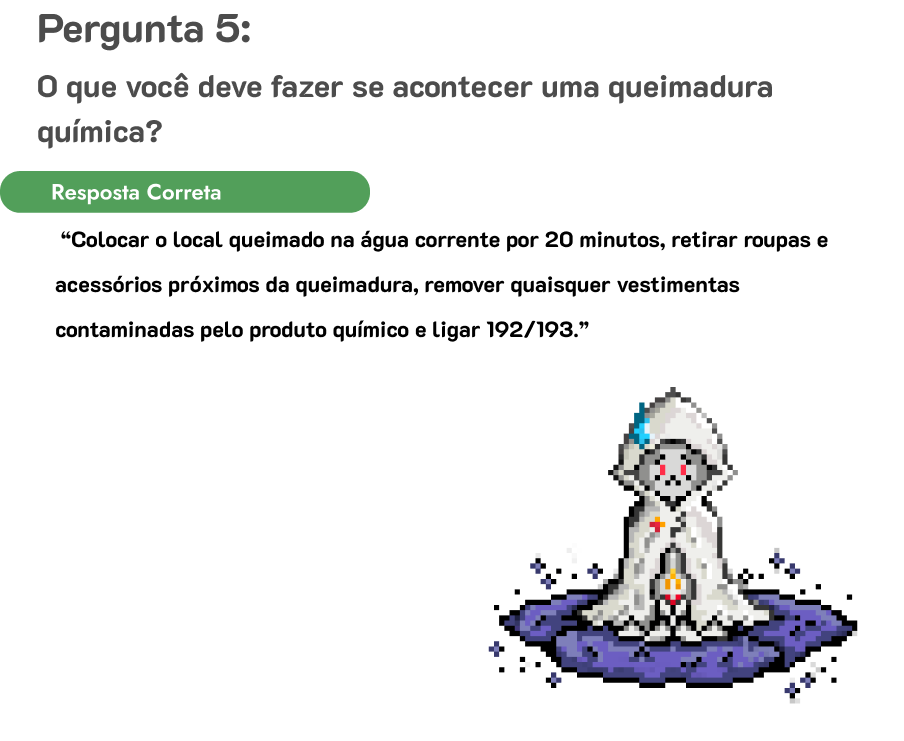 Pergunta 5:
O que você deve fazer se acontecer uma queimadura
química?
Resposta Correta
“Colocar o local queimado na água corrente por 20 minutos, retirar roupas e
acessórios próximos da queimadura, remover quaisquer vestimentas
contaminadas pelo produto químico e ligar 192/193.”